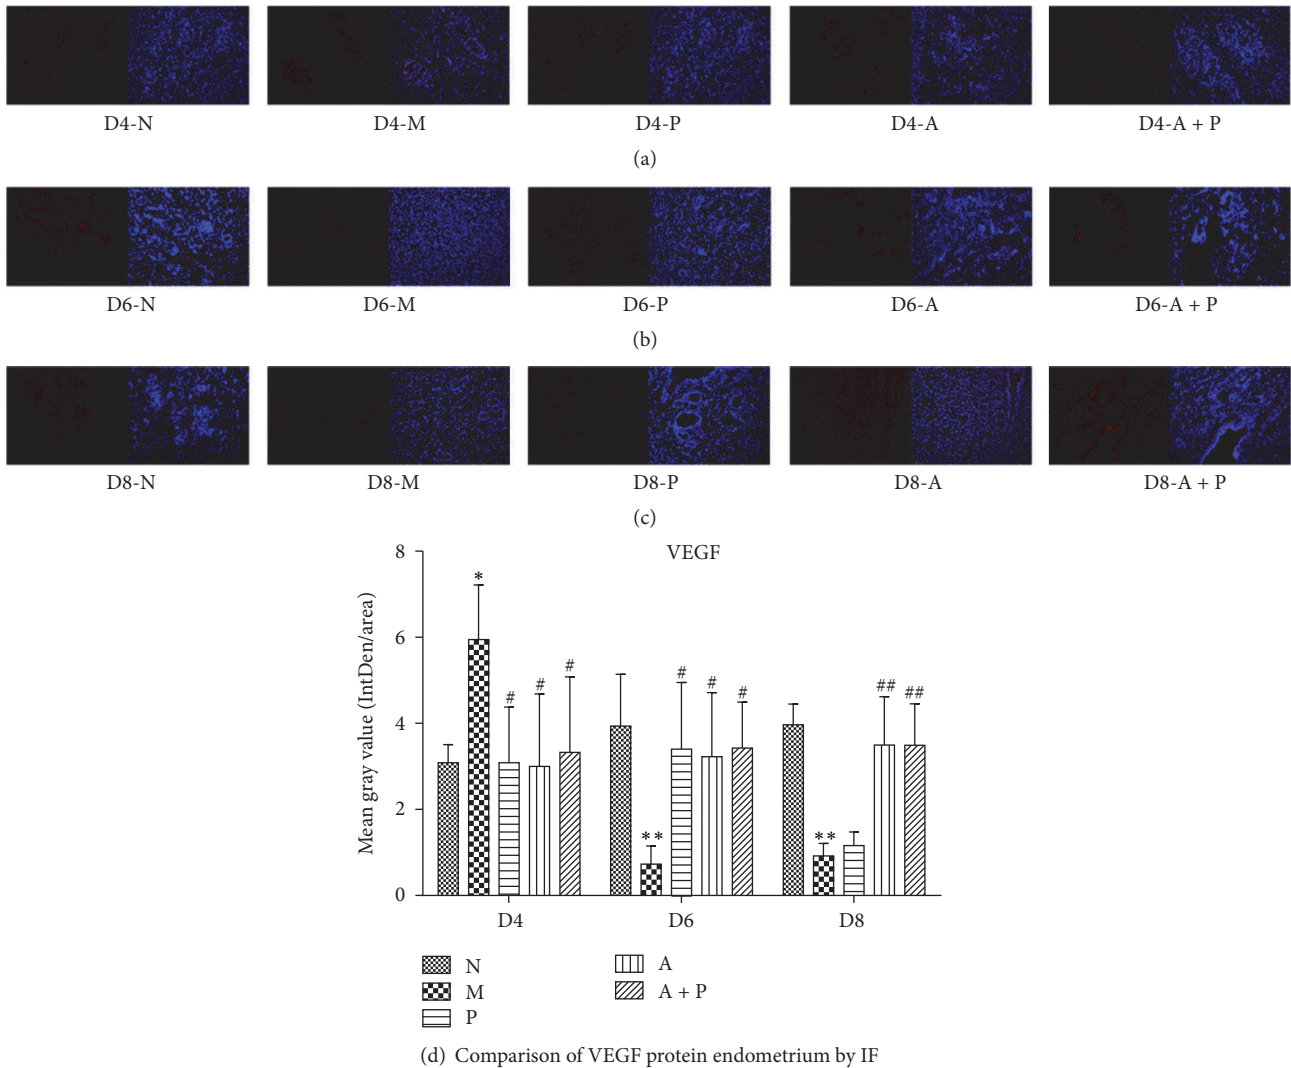 D4-N D4-M D4-P D4-A D4-A + P
(a)
D6-N D6-M D6-P D6-A D6-A + P
(b)
D8-N D8-M D8-P D8-A D8-A + P
(c)
VEGF
Mean gray value (IntDen/area)
8
6
4
2
0
*
#
#
#
**
#
#
#
**
##
##
D4 D6 D8
N A
M A + P
P
(d) Comparison of VEGF protein endometrium by IF